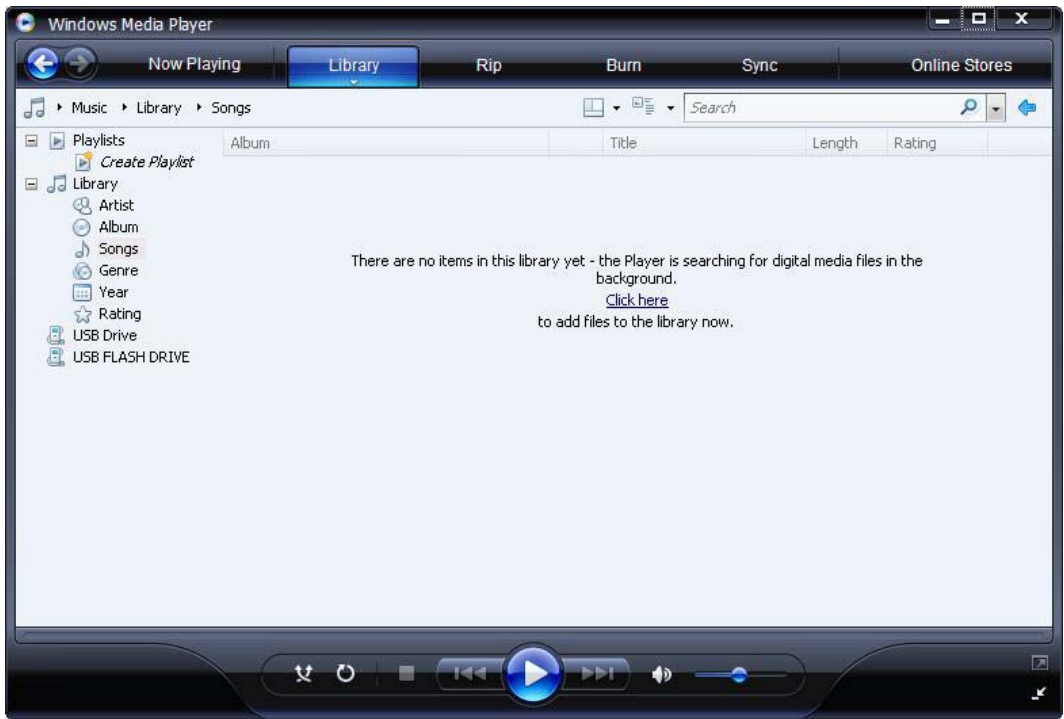 Windows Media Player
Now Playing Library Rip Burn Sync Online Stores
Music Library Songs Search
Playlists Album Title Length Rating
Create Playlist
Library
Artist
Album
Songs
Genre
Year
Rating
USB Drive
USB FLASH DRIVE
There are no items in this library yet - the Player is searching for digital media files in the
background.
Click here
to add files to the library now.